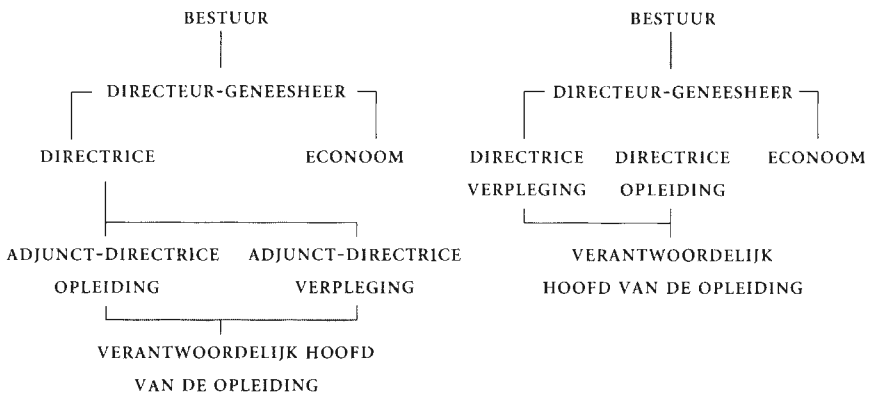 BESTUUR
DIRECTEUR-GENEESHEER
DIRECTRICE ECONOOM
ADJUNCT-DIRECTRICE ADJUNCT-DIRECTRICE
OPLEIDING VERPLEGING
VERANTWOORDELIJK HOOFD
VAN DE OPLEIDING
BESTUUR
DIRECTEUR-GENEESHEER
DIRECTRICE DIRECTRICE ECONOOM
VERPLEGING OPLEIDING
VERANTWOORDELIJK
HOOFD VAN DE OPLEIDING